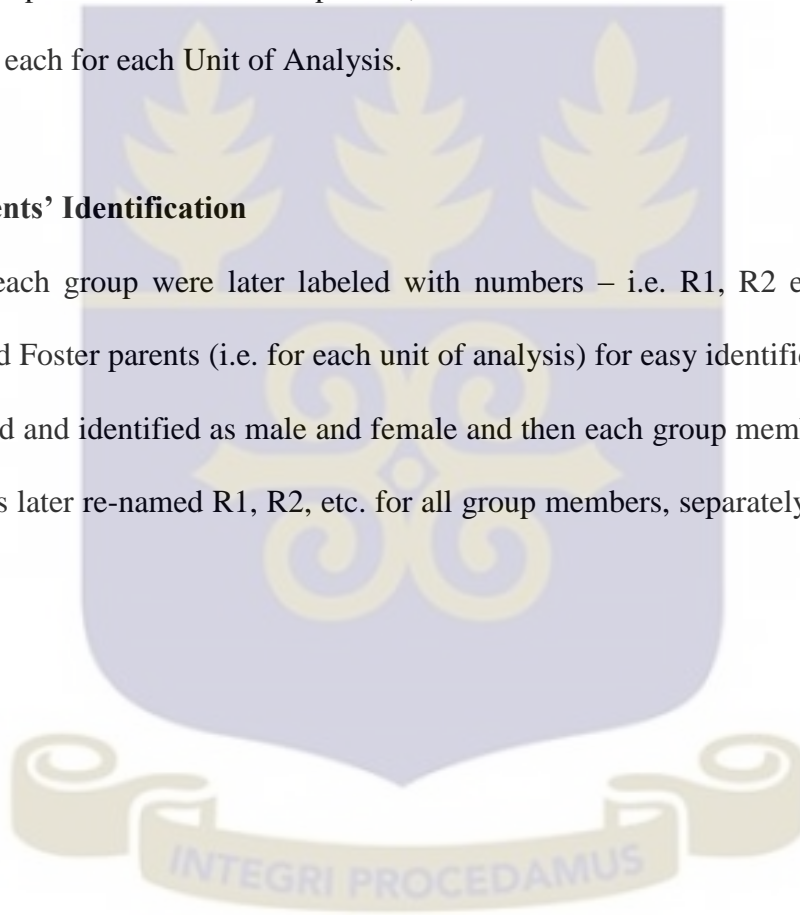 each for each Unit of Analysis.
ents’ Identification
each group were later labeled with numbers – i.e. R1, R2 e
d Foster parents (i.e. for each unit of analysis) for easy identific
d and identified as male and female and then each group memb
s later re-named R1, R2, etc. for all group members, separately
INTEGRI PROCEDAMUS